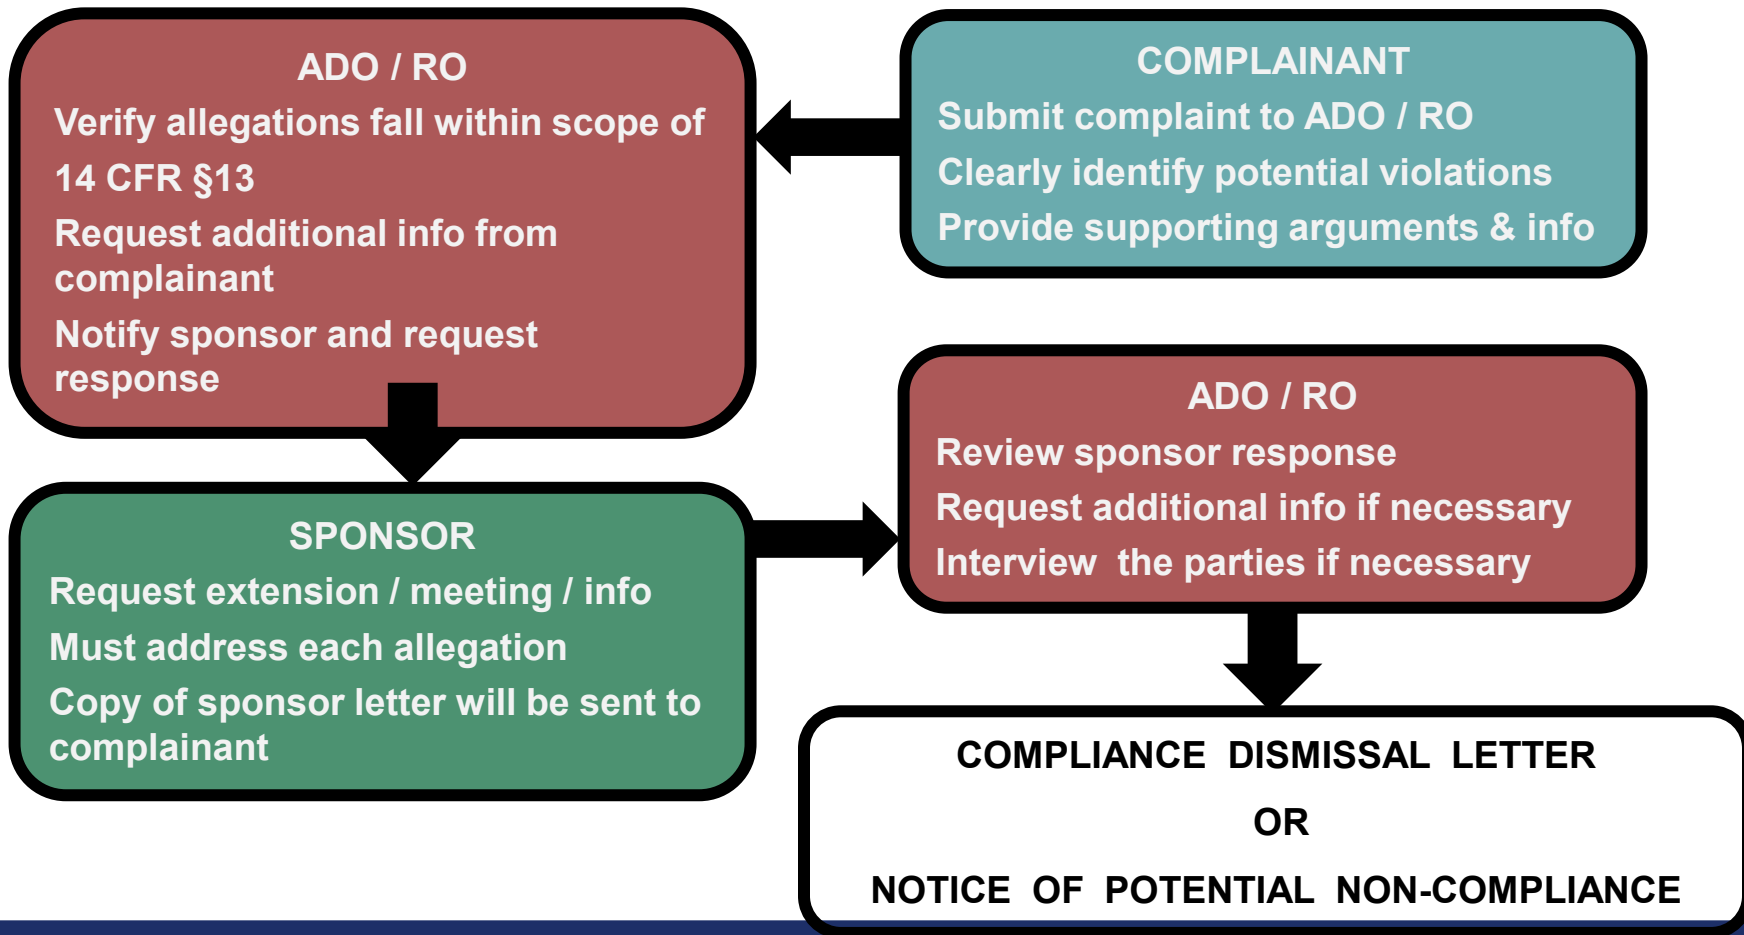 COMPLAINANT
Submit complaint to ADO / RO
Clearly identify potential violations
Provide supporting arguments & info
ADO / RO
Verify allegations fall within scope of
14 CFR §13
Request additional info from
complainant
Notify sponsor and request
response
SPONSOR
Request extension / meeting / info
Must address each allegation
Copy of sponsor letter will be sent to
complainant
ADO / RO
Review sponsor response
Request additional info if necessary
Interview  the parties if necessary
COMPLIANCE  DISMISSAL  LETTER
OR
NOTICE  OF  POTENTIAL  NON-COMPLIANCE